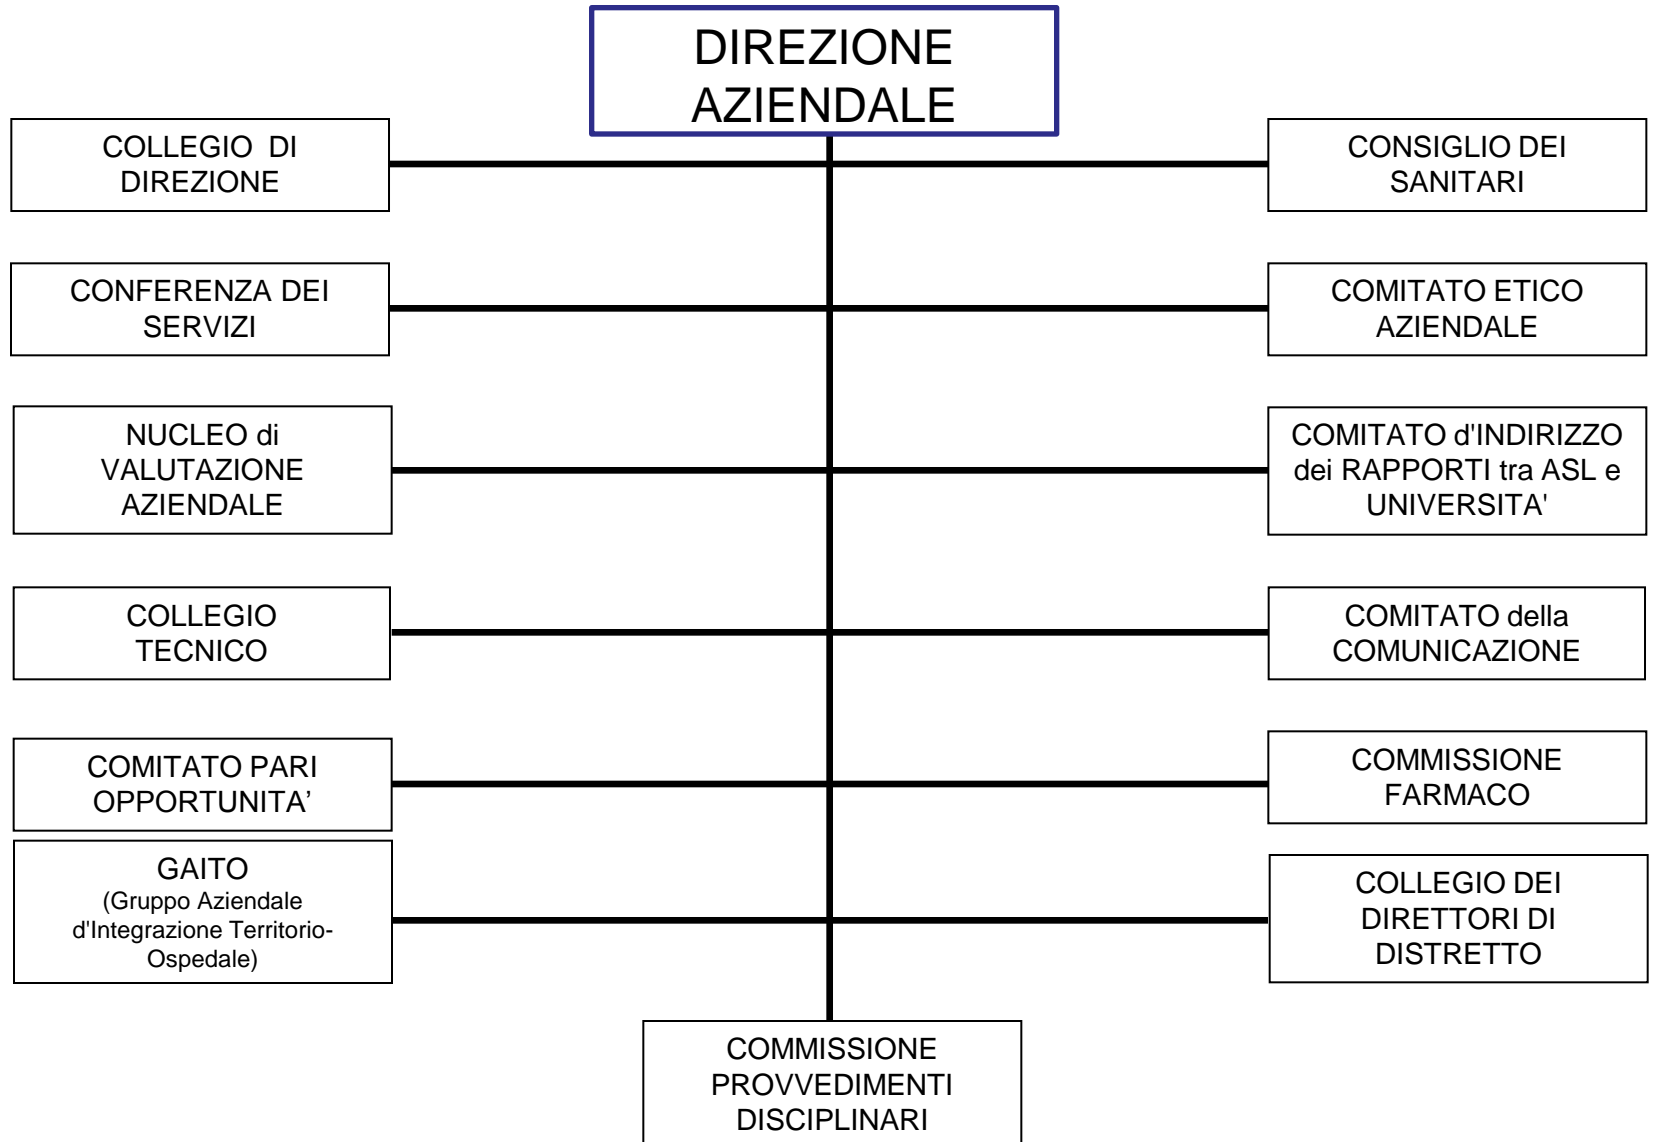 DIREZIONE
AZIENDALE
COLLEGIO DI
DIREZIONE
CONSIGLIO DEI
SANITARI
CONFERENZA DEI
SERVIZI
COMITATO ETICO
AZIENDALE
NUCLEO di
VALUTAZIONE
AZIENDALE
COMITATO d'INDIRIZZO
dei RAPPORTI tra ASL e
UNIVERSITA'
COLLEGIO
TECNICO
COMITATO della
COMUNICAZIONE
COMITATO PARI
OPPORTUNITA’
COMMISSIONE
FARMACO
GAITO
(Gruppo Aziendale
d'Integrazione Territorio-
Ospedale)
COLLEGIO DEI
DIRETTORI DI
DISTRETTO
COMMISSIONE
PROVVEDIMENTI
DISCIPLINARI